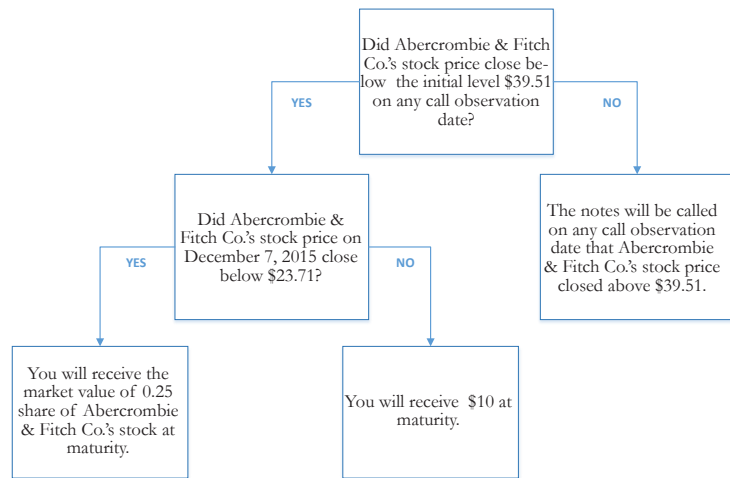 Did Abercrombie & Fitch
Co.'s stock price close be-
low the initial level $39.51
on any call observation
date?
YES
NO
Did Abercrombie &
Fitch Co.'s stock price on
December 7, 2015 close
below $23.71?
The notes will be called
on any call observation
date that Abercrombie
& Fitch Co.'s stock price
closed above $39.51.
YES
NO
You will receive the
market value of 0.25
share of Abercrombie
& Fitch Co.'s stock at
maturity.
You will receive $10 at
maturity.